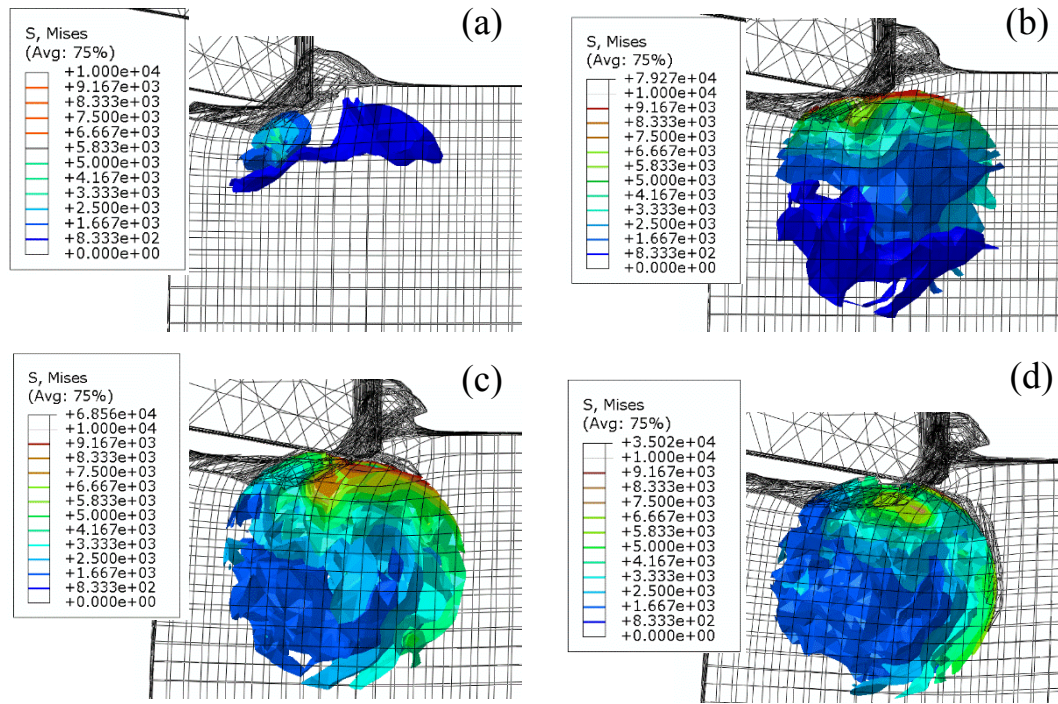 (a)
S, Mises
(Avg: 75%)
+1.000e+04
+9.167e+03
+8.333e+03
+7.500e+03
+6.667e+03
+5.833e+03
+5.000e+03
+4.167e+03
+3.333e+03
+2.500e+03
+1.667e+03
+8.333e+02
+0.000e+00
(b)
S, Mises
(Avg: 75%)
+7.927e+04
+1.000e+04
+9.167e+03
+8.333e+03
+7.500e+03
+6.667e+03
+5.833e+03
+5.000e+03
+4.167e+03
+3.333e+03
+2.500e+03
+1.667e+03
+8.333e+02
+0.000e+00
(c)
S, Mises
(Avg: 75%)
+6.856e+04
+1.000e+04
+9.167e+03
+8.333e+03
+7.500e+03
+6.667e+03
+5.833e+03
+5.000e+03
+4.167e+03
+3.333e+03
+2.500e+03
+1.667e+03
+8.333e+02
+0.000e+00
(d)
S, Mises
(Avg: 75%)
+3.502e+04
+1.000e+04
+9.167e+03
+8.333e+03
+7.500e+03
+6.667e+03
+5.833e+03
+5.000e+03
+4.167e+03
+3.333e+03
+2.500e+03
+1.667e+03
+8.333e+02
+0.000e+00